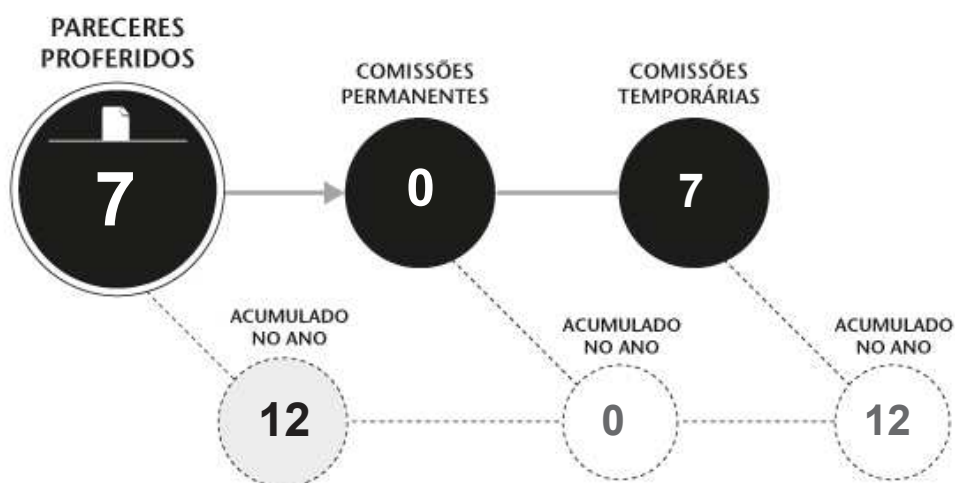 PARECERES
PROFERIDOS
7
COMISSÕES
PERMANENTES
0
COMISSÕES
TEMPORÁRIAS
7
ACUMULADO
NO ANO
12
ACUMULADO
NO ANO
0
ACUMULADO
NO ANO
12